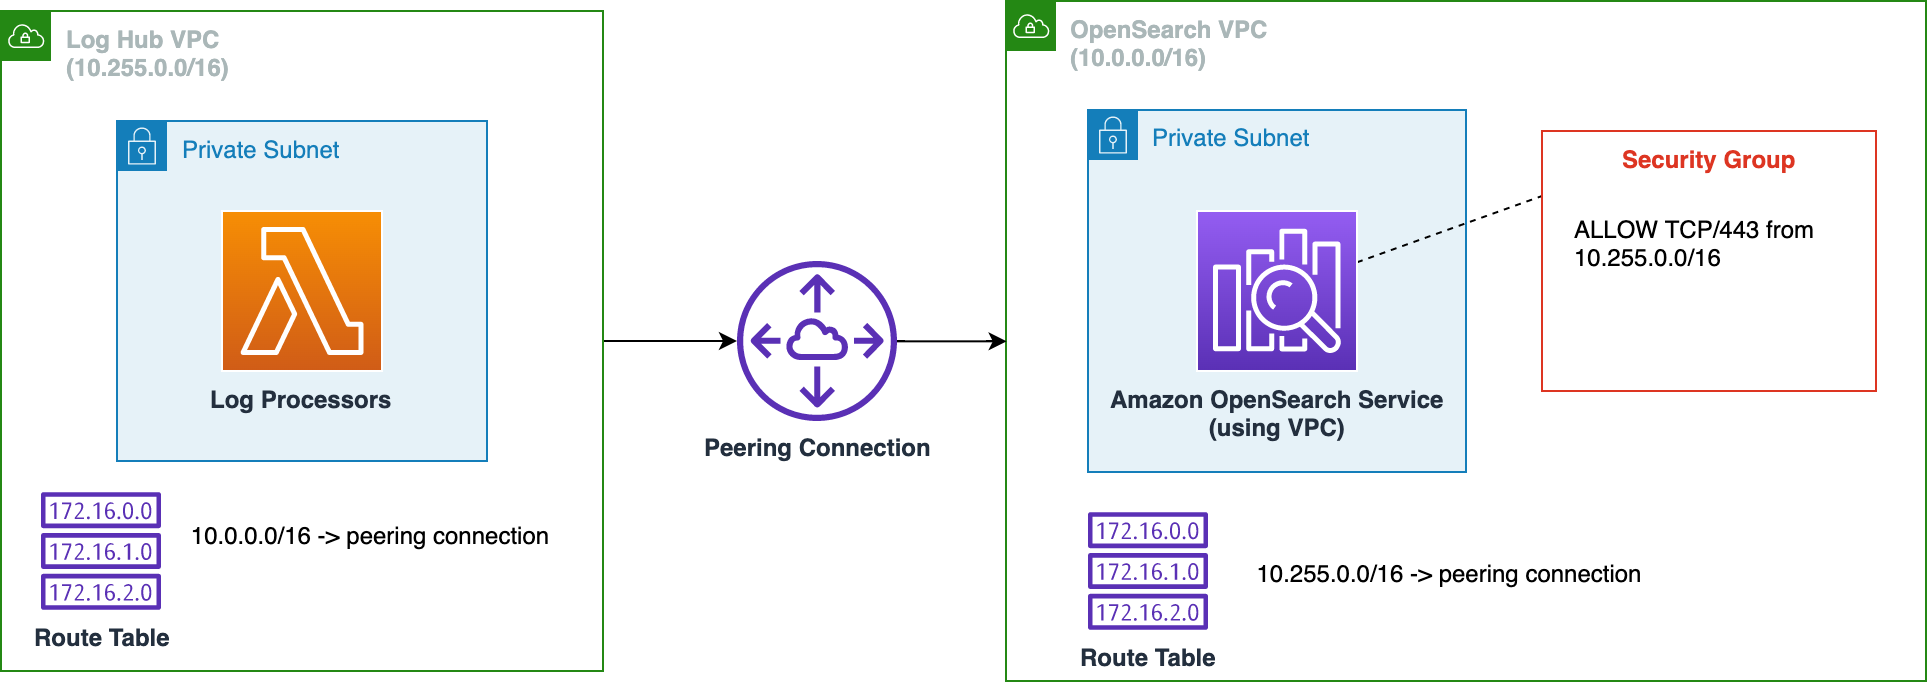 Log Hub VPC
(10.255.0.0/16)
Private Subnet
Log Processors
172.16.0.0
172.16.1.0
172.16.2.0
Route Table
10.0.0.0/16 -> peering connection
Peering Connection
OpenSearch VPC
(10.0.0.0/16)
Private Subnet
Amazon OpenSearch Service
(using VPC)
Security Group
ALLOW TCP/443 from
10.255.0.0/16
172.16.0.0
172.16.1.0
172.16.2.0
Route Table
10.255.0.0/16 -> peering connection